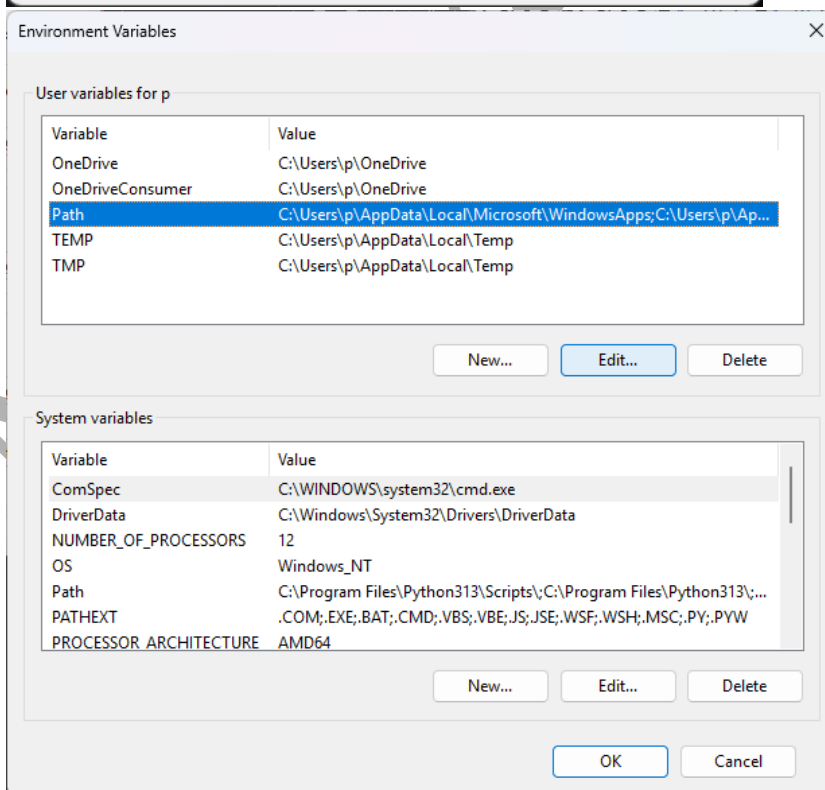 Environment Variables
User variables for p
Variable Value
OneDrive C:\Users\p\OneDrive
OneDriveConsumer C:\Users\p\OneDrive
Path C:\Users\p\AppData\Local\Microsoft\WindowsApps;C:\Users\p\Ap...
TEMP C:\Users\p\AppData\Local\Temp
TMP C:\Users\p\AppData\Local\Temp
New... Edit... Delete
System variables
Variable Value
ComSpec C:\WINDOWS\system32\cmd.exe
DriverData C:\Windows\System32\Drivers\DriverData
NUMBER_OF_PROCESSORS 12
OS Windows_NT
Path C:\Program Files\Python313\Scripts\;C:\Program Files\Python313\;...
PATHEXT .COM;.EXE;.BAT;.CMD;.VBS;.VBE;.JS;.JSE;.WSF;.WSH;.MSC;.PY;.PYW
PROCESSOR_ARCHITECTURE AMD64
New... Edit... Delete
OK Cancel